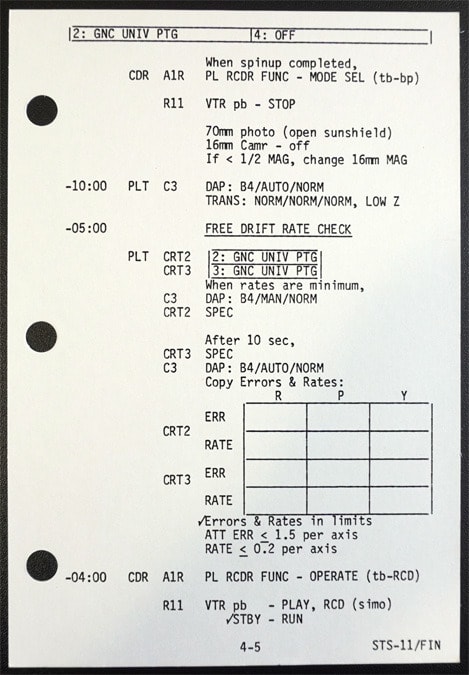 2: GNC UNIV PTG 4: OFF
When spinup completed,
CDR A1R PL RCDR FUNC - MODE SEL (tb-bp)
R11 VTR pb - STOP
70mm photo (open sunshield)
16mm Camr - off
If < 1/2 MAG, change 16mm MAG
-10:00 PLT C3 DAP: B4/AUTO/NORM
TRANS: NORM/NORM/NORM, LOW Z
-05:00 FREE DRIFT RATE CHECK
PLT CRT2 2: GNC UNIV PTG
CRT3 3: GNC UNIV PTG
When rates are minimum,
C3 DAP: B4/MAN/NORM
CRT2 SPEC
After 10 sec,
CRT3 SPEC
C3 DAP: B4/AUTO/NORM
Copy Errors & Rates:
R P Y
ERR
CRT2
RATE
ERR
CRT3
RATE
✓Errors & Rates in limits
ATT ERR ≤ 1.5 per axis
RATE ≤ 0.2 per axis
-04:00 CDR A1R PL RCDR FUNC - OPERATE (tb-RCD)
R11 VTR pb - PLAY, RCD (simo)
✓STBY - RUN
4-5 STS-11/FIN